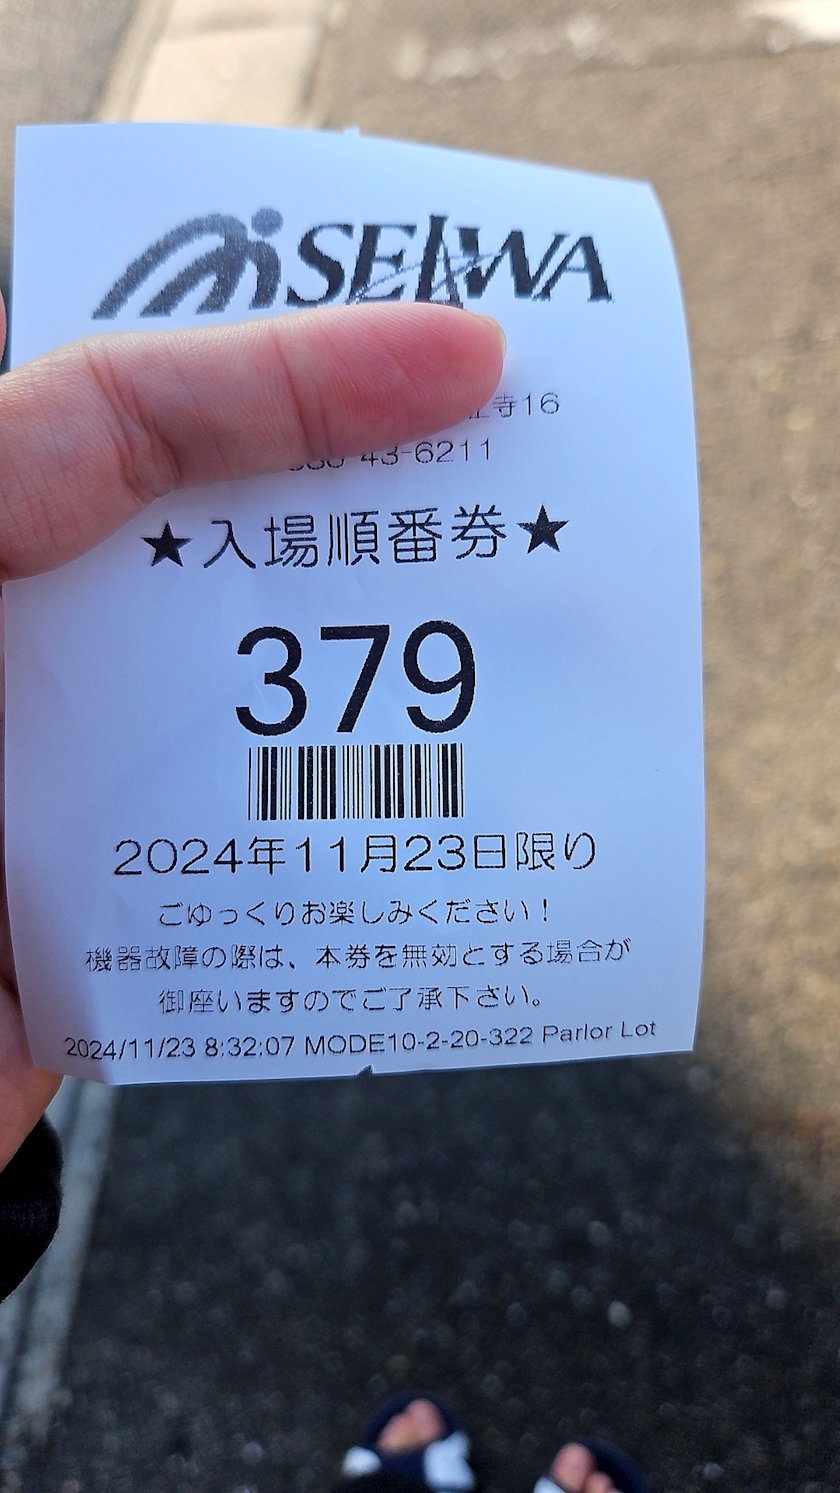 SEIWA
寺16
43-6211
★入場順番券★
379
2024年11月23日限り
ごゆっくりお楽しみください！
機器故障の際は、本券を無効とする場合が
御座いますのでご了承下さい。
2024/11/23 8:32:07 MODE10-2-20-322 Parlor Lot